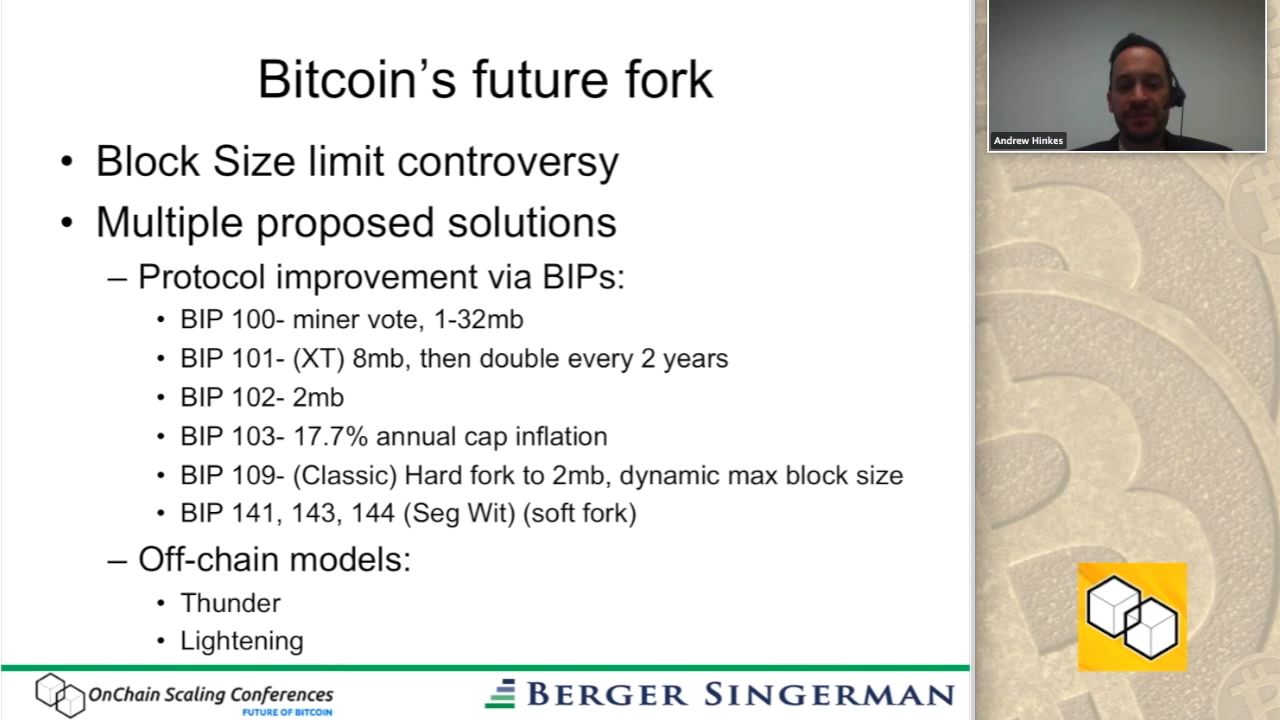 Bitcoin's future fork
• Block Size limit controversy
• Multiple proposed solutions
– Protocol improvement via BIPs:
• BIP 100- miner vote, 1-32mb
• BIP 101- (XT) 8mb, then double every 2 years
• BIP 102- 2mb
• BIP 103- 17.7% annual cap inflation
• BIP 109- (Classic) Hard fork to 2mb, dynamic max block size
• BIP 141, 143, 144 (Seg Wit) (soft fork)
– Off-chain models:
• Thunder
• Lightening
OnChain Scaling Conferences
FUTURE OF BITCOIN
BERGER SINGERMAN
Andrew Hinkes